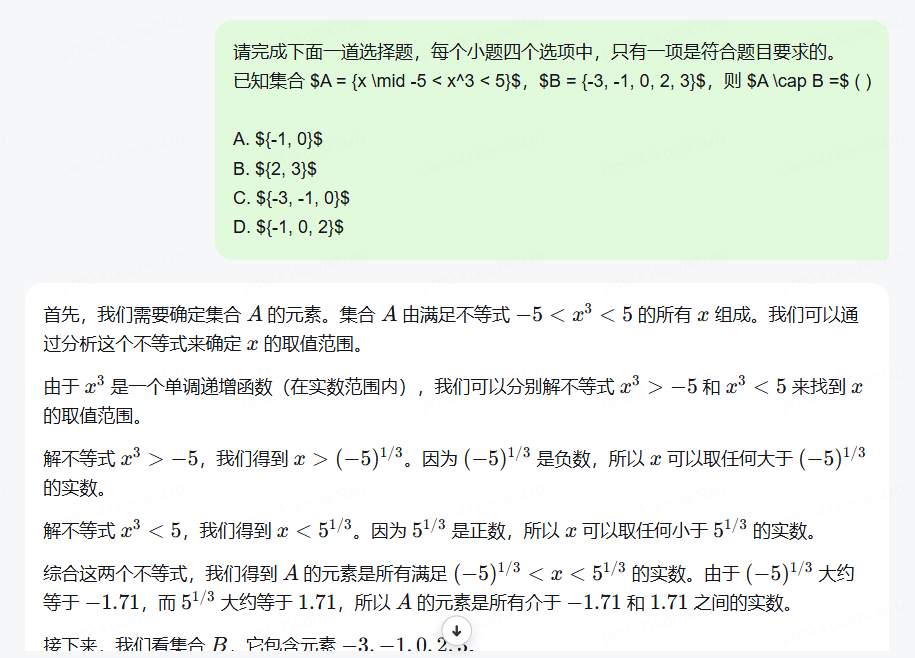 请完成下面一道选择题，每个小题四个选项中，只有一项是符合题目要求的。
已知集合 $A = {x \mid -5 < x^3 < 5}$，$B = {-3, -1, 0, 2, 3}$，则 $A \cap B =$ ( )
A. ${-1, 0}$
B. ${2, 3}$
C. ${-3, -1, 0}$
D. ${-1, 0, 2}$
首先，我们需要确定集合 A 的元素。集合 A 由满足不等式 −5 < x³ < 5 的所有 x 组成。我们可以通
过分析这个不等式来确定 x 的取值范围。
由于 x³ 是一个单调递增函数（在实数范围内），我们可以分别解不等式 x³ > −5 和 x³ < 5 来找到 x
的取值范围。
解不等式 x³ > −5，我们得到 x > (−5)^{1/3}。因为 (−5)^{1/3} 是负数，所以 x 可以取任何大于 (−5)^{1/3}
的实数。
解不等式 x³ < 5，我们得到 x < 5^{1/3}。因为 5^{1/3} 是正数，所以 x 可以取任何小于 5^{1/3} 的实数。
综合这两个不等式，我们得到 A 的元素是所有满足 (−5)^{1/3} < x < 5^{1/3} 的实数。由于 (−5)^{1/3} 大约
等于 −1.71，而 5^{1/3} 大约等于 1.71，所以 A 的元素是所有介于 −1.71 和 1.71 之间的实数。
接下来，我们看集合 B，它包含元素 −3, −1, 0, 2, 3。